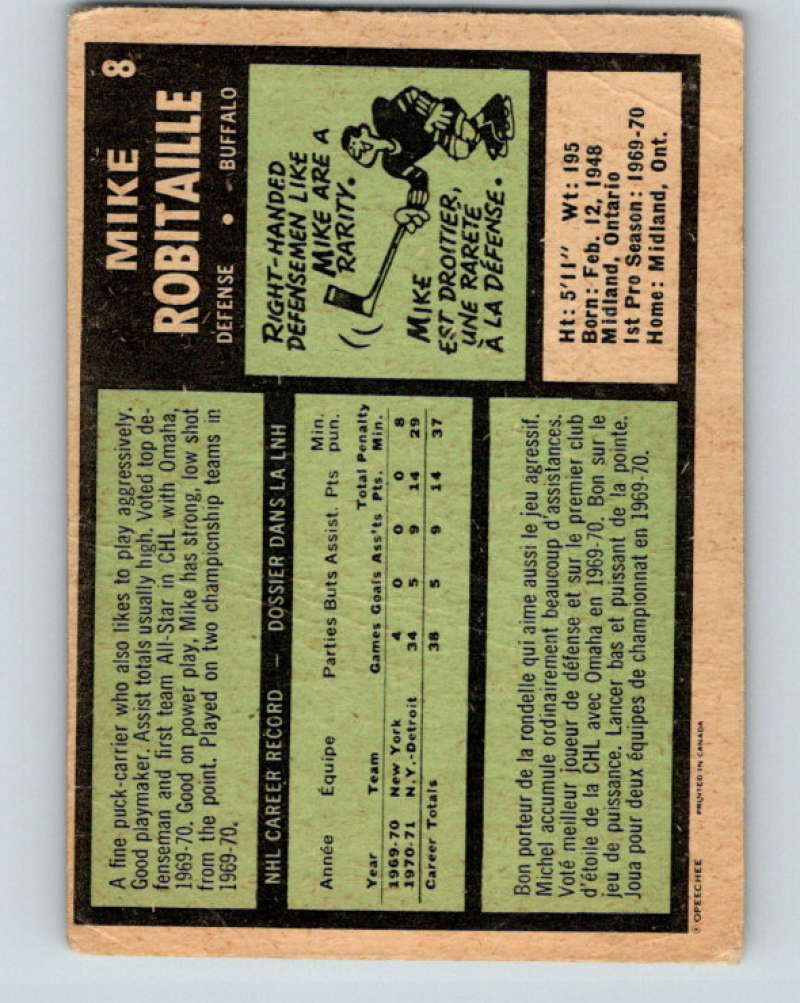 8
MIKE
ROBITAILLE
DEFENSE • BUFFALO
A fine puck-carrier who also likes to play aggressively.
Good playmaker. Assist totals usually high. Voted top de-
fenseman and first team All-Star in CHL with Omaha,
1969-70. Good on power play, Mike has strong, low shot
from the point. Played on two championship teams in
1969-70.
NHL CAREER RECORD — DOSSIER DANS LA LNH
Année Équipe Parties Buts Assist. Pts Min. pun.
Year Team Games Goals Ass'ts Total Pts. Penalty Min.
1969-70 New York 4 0 0 0 8
1970-71 N.Y.-Detroit 34 5 9 14 29
Career Totals 38 5 9 14 37
Bon porteur de la rondelle qui aime aussi le jeu agressif.
Michel accumule ordinairement beaucoup d'assistances.
Voté meilleur joueur de défense et sur le premier club
d'étoile de la CHL avec Omaha en 1969-70. Bon sur le
jeu de puissance. Lancer bas et puissant de la pointe.
Joua pour deux équipes de championnat en 1969-70.
RIGHT-HANDED
DEFENSEMEN LIKE
MIKE ARE A
RARITY.
MIKE
EST DROITIER,
UNE RARETÉ
À LA DÉFENSE.
Ht: 5'11" Wt: 195
Born: Feb. 12, 1948
Midland, Ontario
1st Pro Season: 1969-70
Home: Midland, Ont.
© OPEECHEE PRINTED IN CANADA